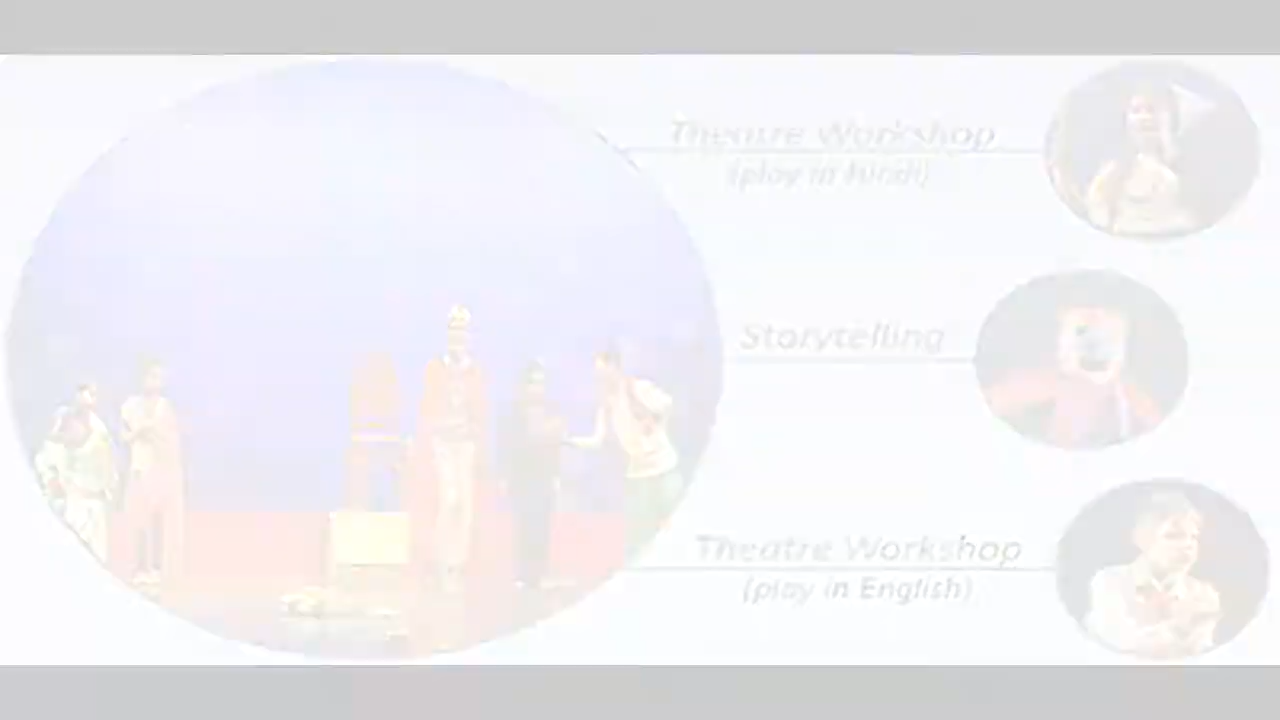 Theatre Workshop
(play in Hindi)
Storytelling
Theatre Workshop
(play in English)